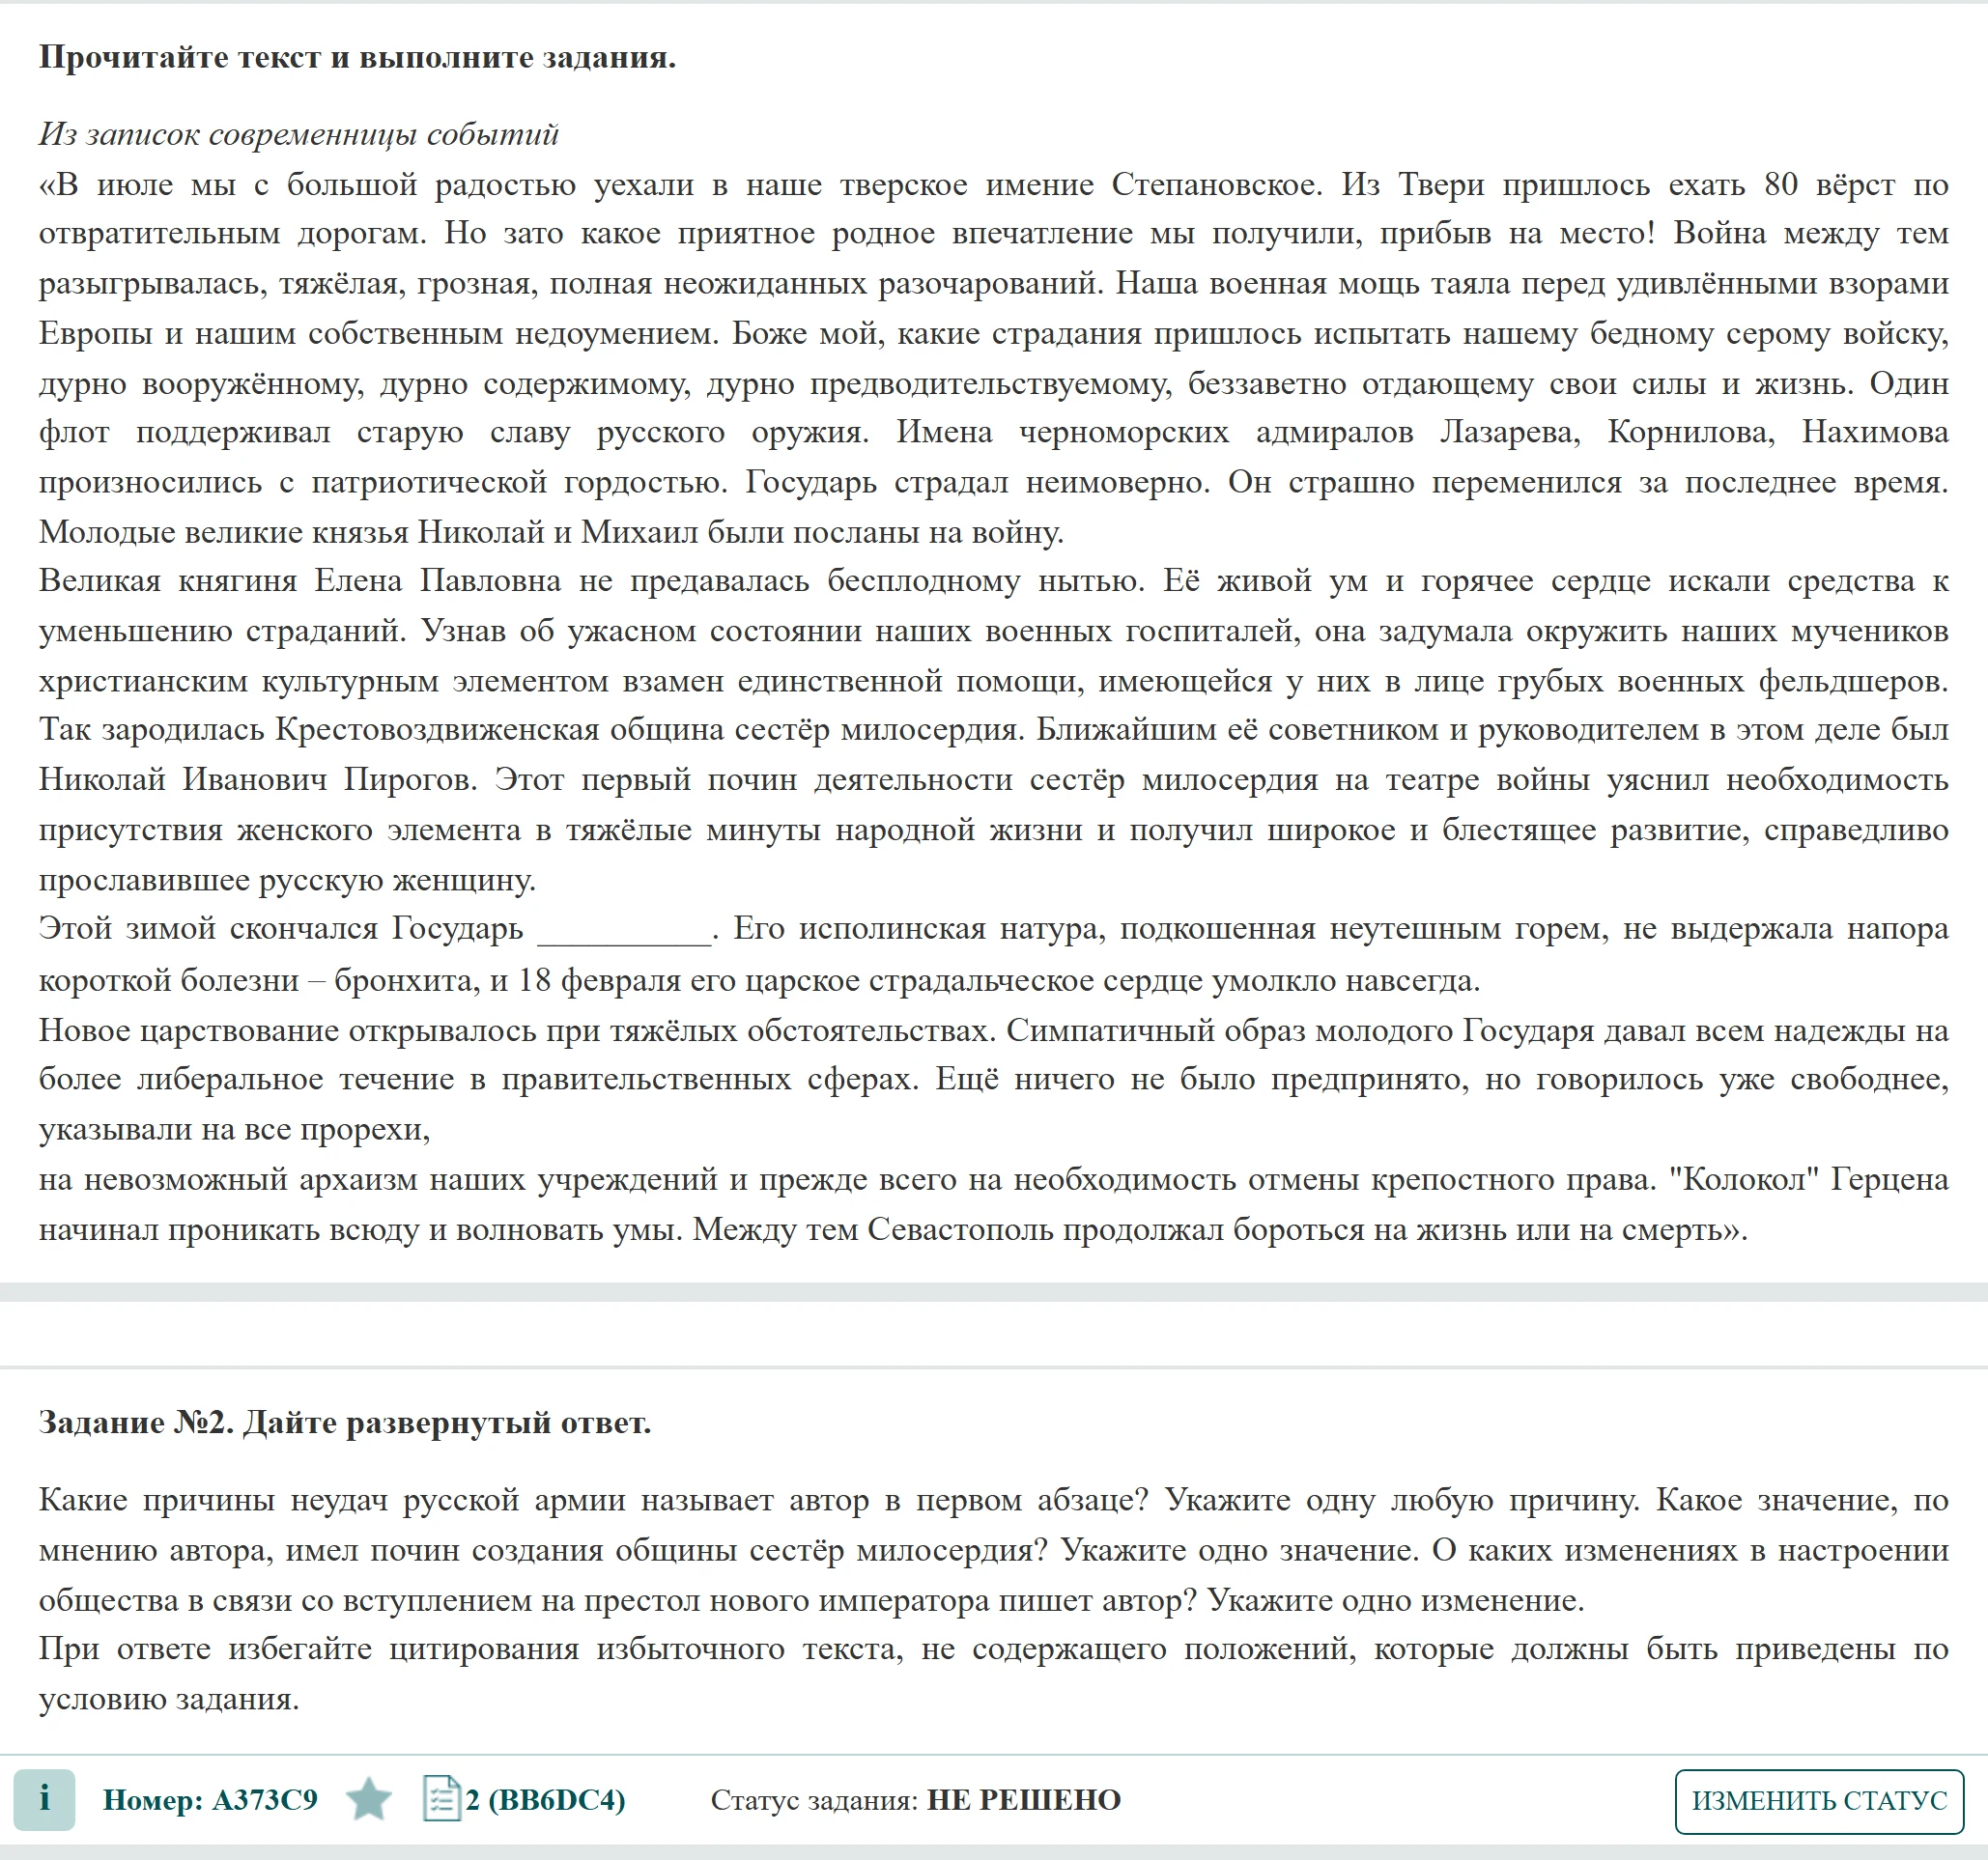 Прочитайте текст и выполните задания.
Из записок современницы событий
«В июле мы с большой радостью уехали в наше тверское имение Степановское. Из Твери пришлось ехать 80 вёрст по
отвратительным дорогам. Но зато какое приятное родное впечатление мы получили, прибыв на место! Война между тем
разыгрывалась, тяжёлая, грозная, полная неожиданных разочарований. Наша военная мощь таяла перед удивлёнными взорами
Европы и нашим собственным недоумением. Боже мой, какие страдания пришлось испытать нашему бедному серому войску,
дурно вооружённому, дурно содержимому, дурно предводительствуемому, беззаветно отдающему свои силы и жизнь. Один
флот поддерживал старую славу русского оружия. Имена черноморских адмиралов Лазарева, Корнилова, Нахимова
произносились с патриотической гордостью. Государь страдал неимоверно. Он страшно переменился за последнее время.
Молодые великие князья Николай и Михаил были посланы на войну.
Великая княгиня Елена Павловна не предавалась бесплодному нытью. Её живой ум и горячее сердце искали средства к
уменьшению страданий. Узнав об ужасном состоянии наших военных госпиталей, она задумала окружить наших мучеников
христианским культурным элементом взамен единственной помощи, имеющейся у них в лице грубых военных фельдшеров.
Так зародилась Крестовоздвиженская община сестёр милосердия. Ближайшим её советником и руководителем в этом деле был
Николай Иванович Пирогов. Этот первый почин деятельности сестёр милосердия на театре войны уяснил необходимость
присутствия женского элемента в тяжёлые минуты народной жизни и получил широкое и блестящее развитие, справедливо
прославившее русскую женщину.
Этой зимой скончался Государь __________. Его исполинская натура, подкошенная неутешным горем, не выдержала напора
короткой болезни – бронхита, и 18 февраля его царское страдальческое сердце умолкло навсегда.
Новое царствование открывалось при тяжёлых обстоятельствах. Симпатичный образ молодого Государя давал всем надежды на
более либеральное течение в правительственных сферах. Ещё ничего не было предпринято, но говорилось уже свободнее,
указывали на все прорехи,
на невозможный архаизм наших учреждений и прежде всего на необходимость отмены крепостного права. "Колокол" Герцена
начинал проникать всюду и волновать умы. Между тем Севастополь продолжал бороться на жизнь или на смерть».
Задание №2. Дайте развернутый ответ.
Какие причины неудач русской армии называет автор в первом абзаце? Укажите одну любую причину. Какое значение, по
мнению автора, имел почин создания общины сестёр милосердия? Укажите одно значение. О каких изменениях в настроении
общества в связи со вступлением на престол нового императора пишет автор? Укажите одно изменение.
При ответе избегайте цитирования избыточного текста, не содержащего положений, которые должны быть приведены по
условию задания.
i Номер: A373C9 2 (BB6DC4) Статус задания: НЕ РЕШЕНО ИЗМЕНИТЬ СТАТУС